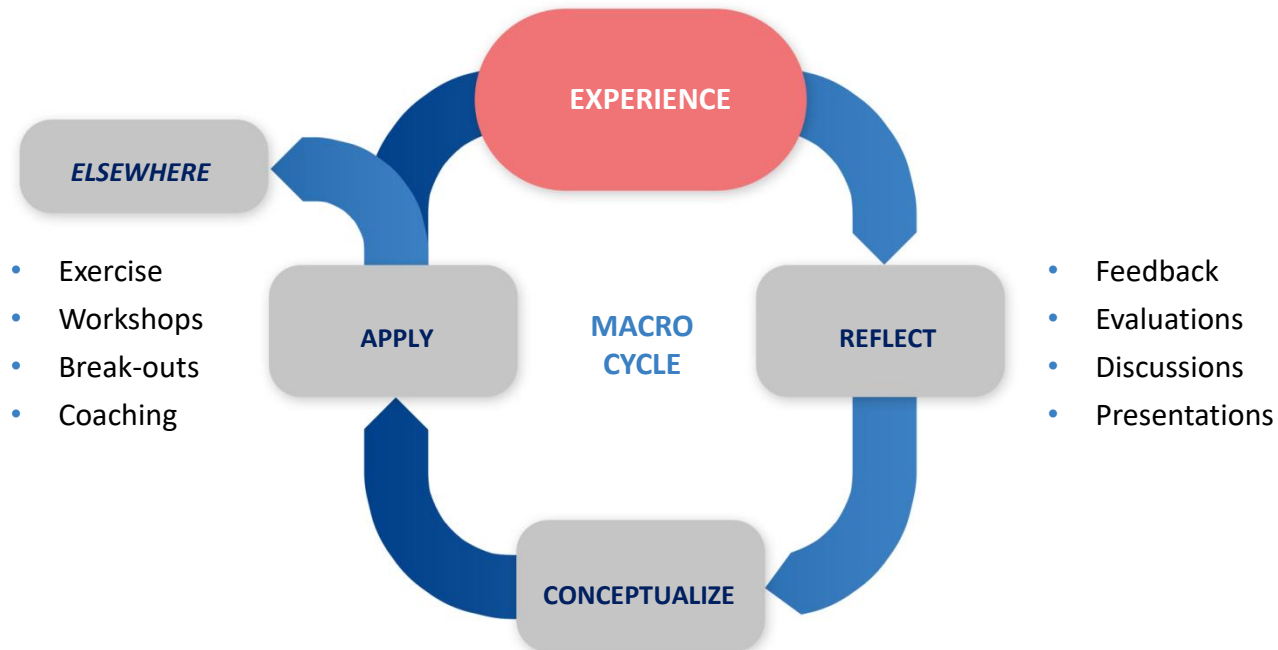 EXPERIENCE
ELSEWHERE
• Exercise
• Workshops
• Break-outs
• Coaching
APPLY
MACRO
CYCLE
REFLECT
• Feedback
• Evaluations
• Discussions
• Presentations
CONCEPTUALIZE